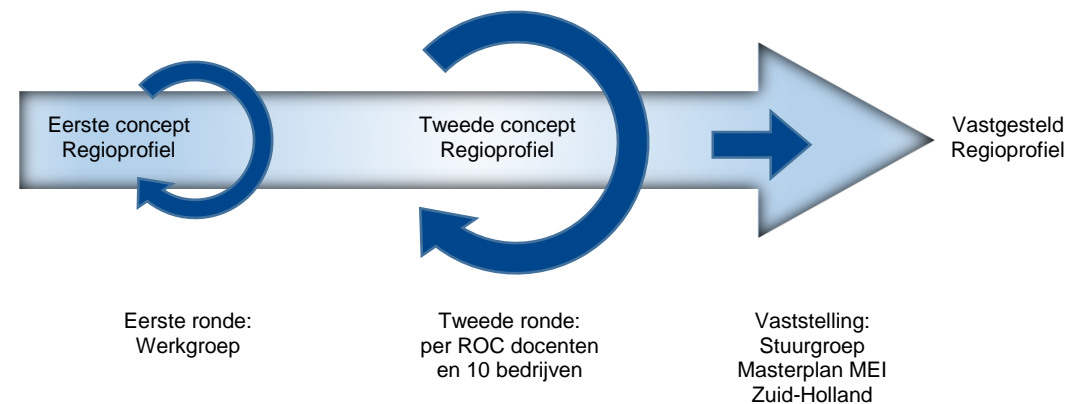 Eerste concept
Regioprofiel
Tweede concept
Regioprofiel
Vastgesteld
Regioprofiel
Eerste ronde:
Werkgroep
Tweede ronde:
per ROC docenten
en 10 bedrijven
Vaststelling:
Stuurgroep
Masterplan MEI
Zuid-Holland